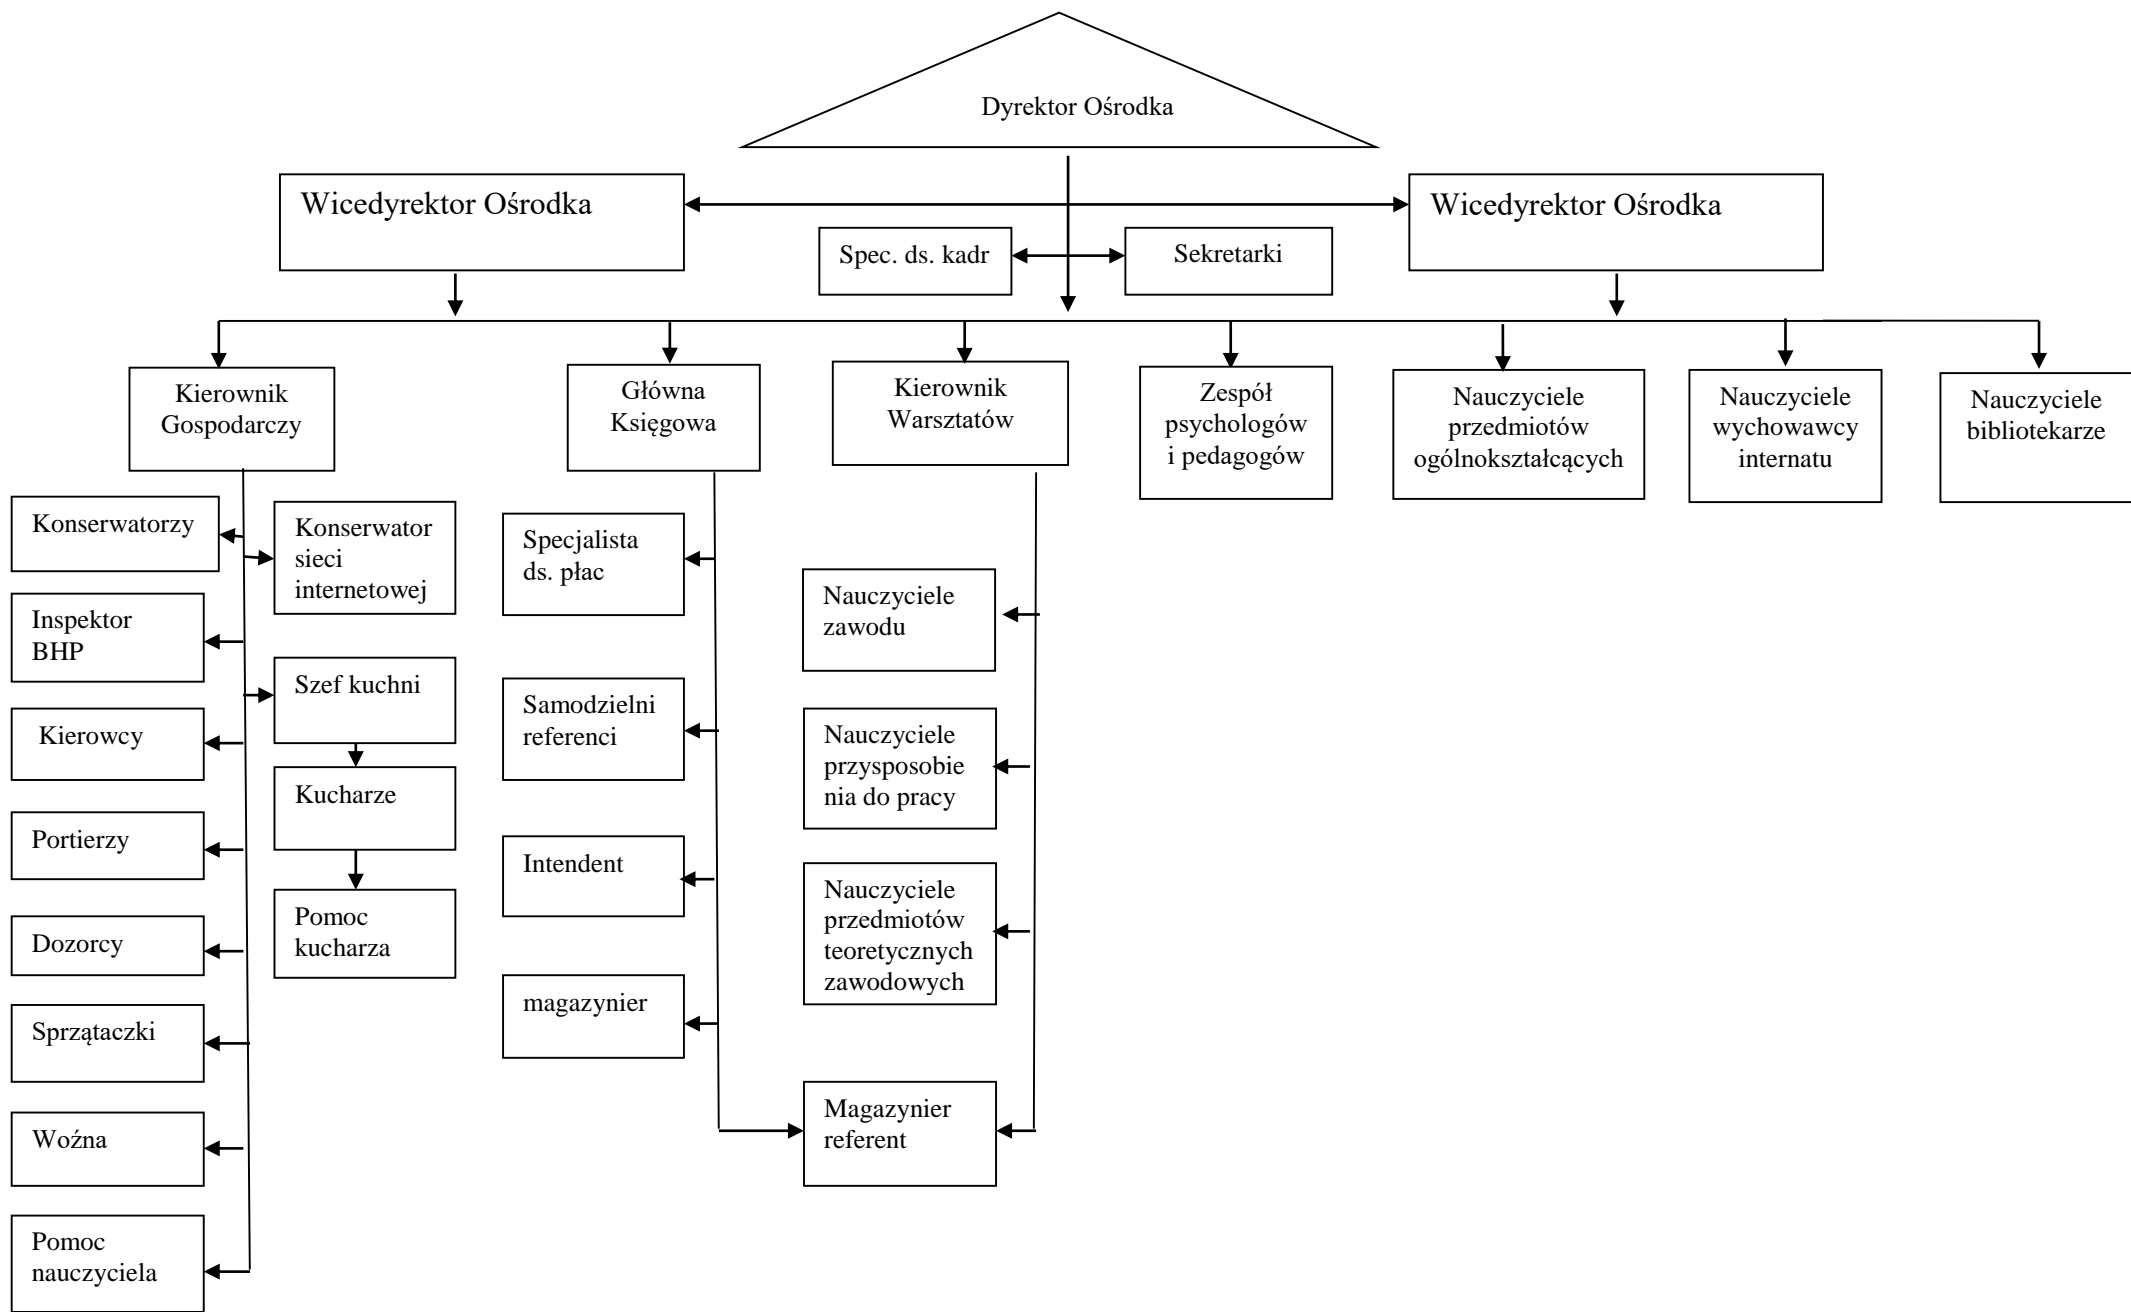 Dyrektor Ośrodka
Wicedyrektor Ośrodka
Wicedyrektor Ośrodka
Spec. ds. kadr
Sekretarki
Kierownik
Gospodarczy
Główna
Księgowa
Kierownik
Warsztatów
Zespół
psychologów
i pedagogów
Nauczyciele
przedmiotów
ogólnokształcących
Nauczyciele
wychowawcy
internatu
Nauczyciele
bibliotekarze
Konserwatorzy
Inspektor
BHP
Kierowcy
Portierzy
Dozorcy
Sprzątaczki
Woźna
Pomoc
nauczyciela
Konserwator
sieci
internetowej
Szef kuchni
Kucharze
Pomoc
kucharza
Specjalista
ds. płac
Samodzielni
referenci
Intendent
magazynier
Nauczyciele
zawodu
Nauczyciele
przysposobie
nia do pracy
Nauczyciele
przedmiotów
teoretycznych
zawodowych
Magazynier
referent